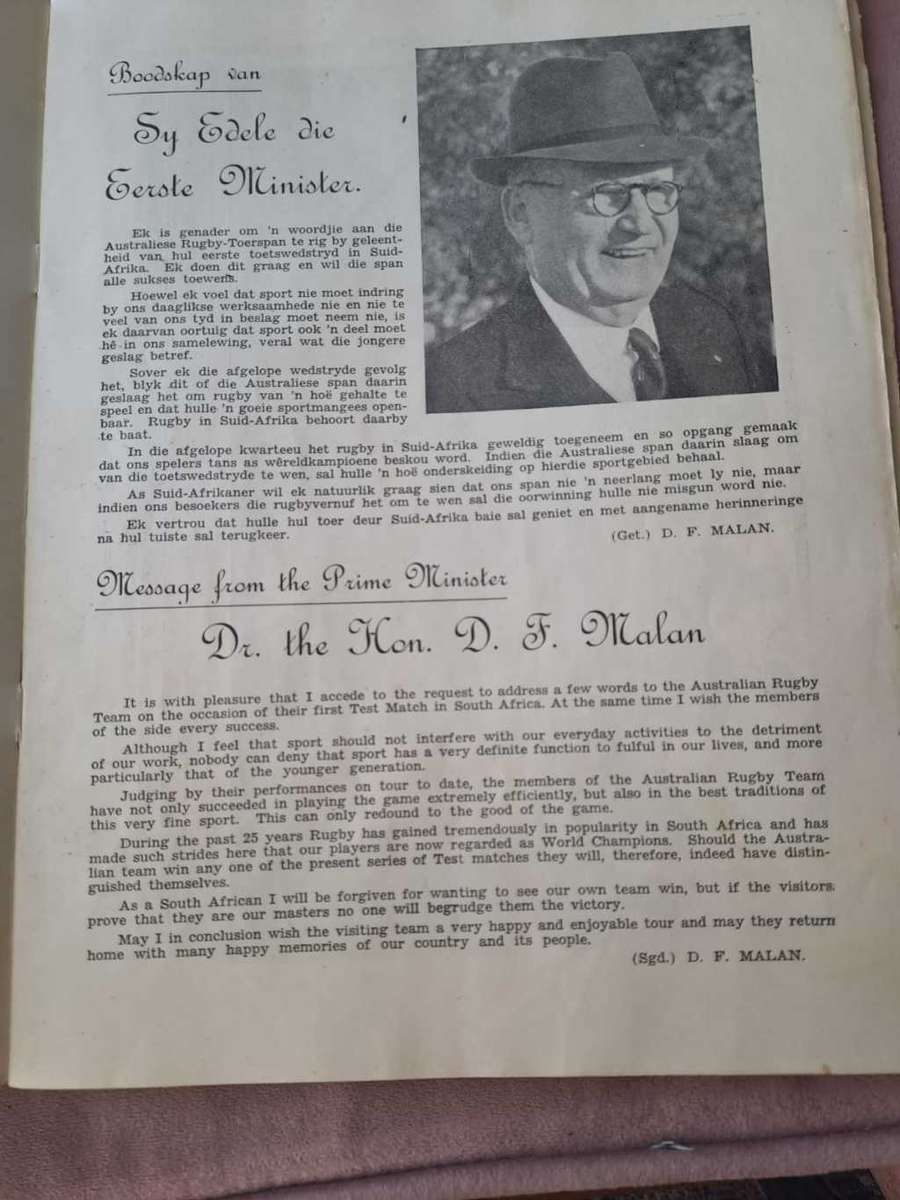 Boodskap van
Sy Edele die
Eerste Minister.
Ek is genader om 'n woordjie aan die
Australiese Rugby-Toerspan te rig by geleent-
heid van hul eerste toetswedstryd in Suid-
Afrika. Ek doen dit graag en wil die span
alle sukses toewens.
Hoewel ek voel dat sport nie moet indring
by ons daaglikse werksaamhede nie en nie te
veel van ons tyd in beslag moet neem nie, is
ek daarvan oortuig dat sport ook 'n deel moet
hê in ons samelewing, veral wat die jongere
geslag betref.
Sover ek die afgelope wedstryde gevolg
het, blyk dit of die Australiese span daarin
geslaag het om rugby van 'n hoë gehalte te
speel en dat hulle 'n goeie sportmangees open-
baar. Rugby in Suid-Afrika behoort daarby
te baat.
In die afgelope kwarteeu het rugby in Suid-Afrika geweldig toegeneem en so opgang gemaak
dat ons spelers tans as wêreldkampioene beskou word. Indien die Australiese span daarin slaag om
van die toetswedstryde te wen, sal hulle 'n hoë onderskeiding op hierdie sportgebied behaal.
As Suid-Afrikaner wil ek natuurlik graag sien dat ons span nie 'n neerlang moet ly nie, maar
indien ons besoekers die rugbyvernuf het om te wen sal die oorwinning hulle nie misgun word nie.
Ek vertrou dat hulle hul toer deur Suid-Afrika baie sal geniet en met aangename herinneringe
na hul tuiste sal terugkeer.
(Get.) D. F. MALAN.
Message from the Prime Minister
Dr. the Hon. D. F. Malan
It is with pleasure that I accede to the request to address a few words to the Australian Rugby
Team on the occasion of their first Test Match in South Africa. At the same time I wish the members
of the side every success.
Although I feel that sport should not interfere with our everyday activities to the detriment
of our work, nobody can deny that sport has a very definite function to fulful in our lives, and more
particularly that of the younger generation.
Judging by their performances on tour to date, the members of the Australian Rugby Team
have not only succeeded in playing the game extremely efficiently, but also in the best traditions of
this very fine sport. This can only redound to the good of the game.
During the past 25 years Rugby has gained tremendously in popularity in South Africa and has
made such strides here that our players are now regarded as World Champions. Should the Austra-
lian team win any one of the present series of Test matches they will, therefore, indeed have distin-
guished themselves.
As a South African I will be forgiven for wanting to see our own team win, but if the visitors
prove that they are our masters no one will begrudge them the victory.
May I in conclusion wish the visiting team a very happy and enjoyable tour and may they return
home with many happy memories of our country and its people.
(Sgd.) D. F. MALAN.